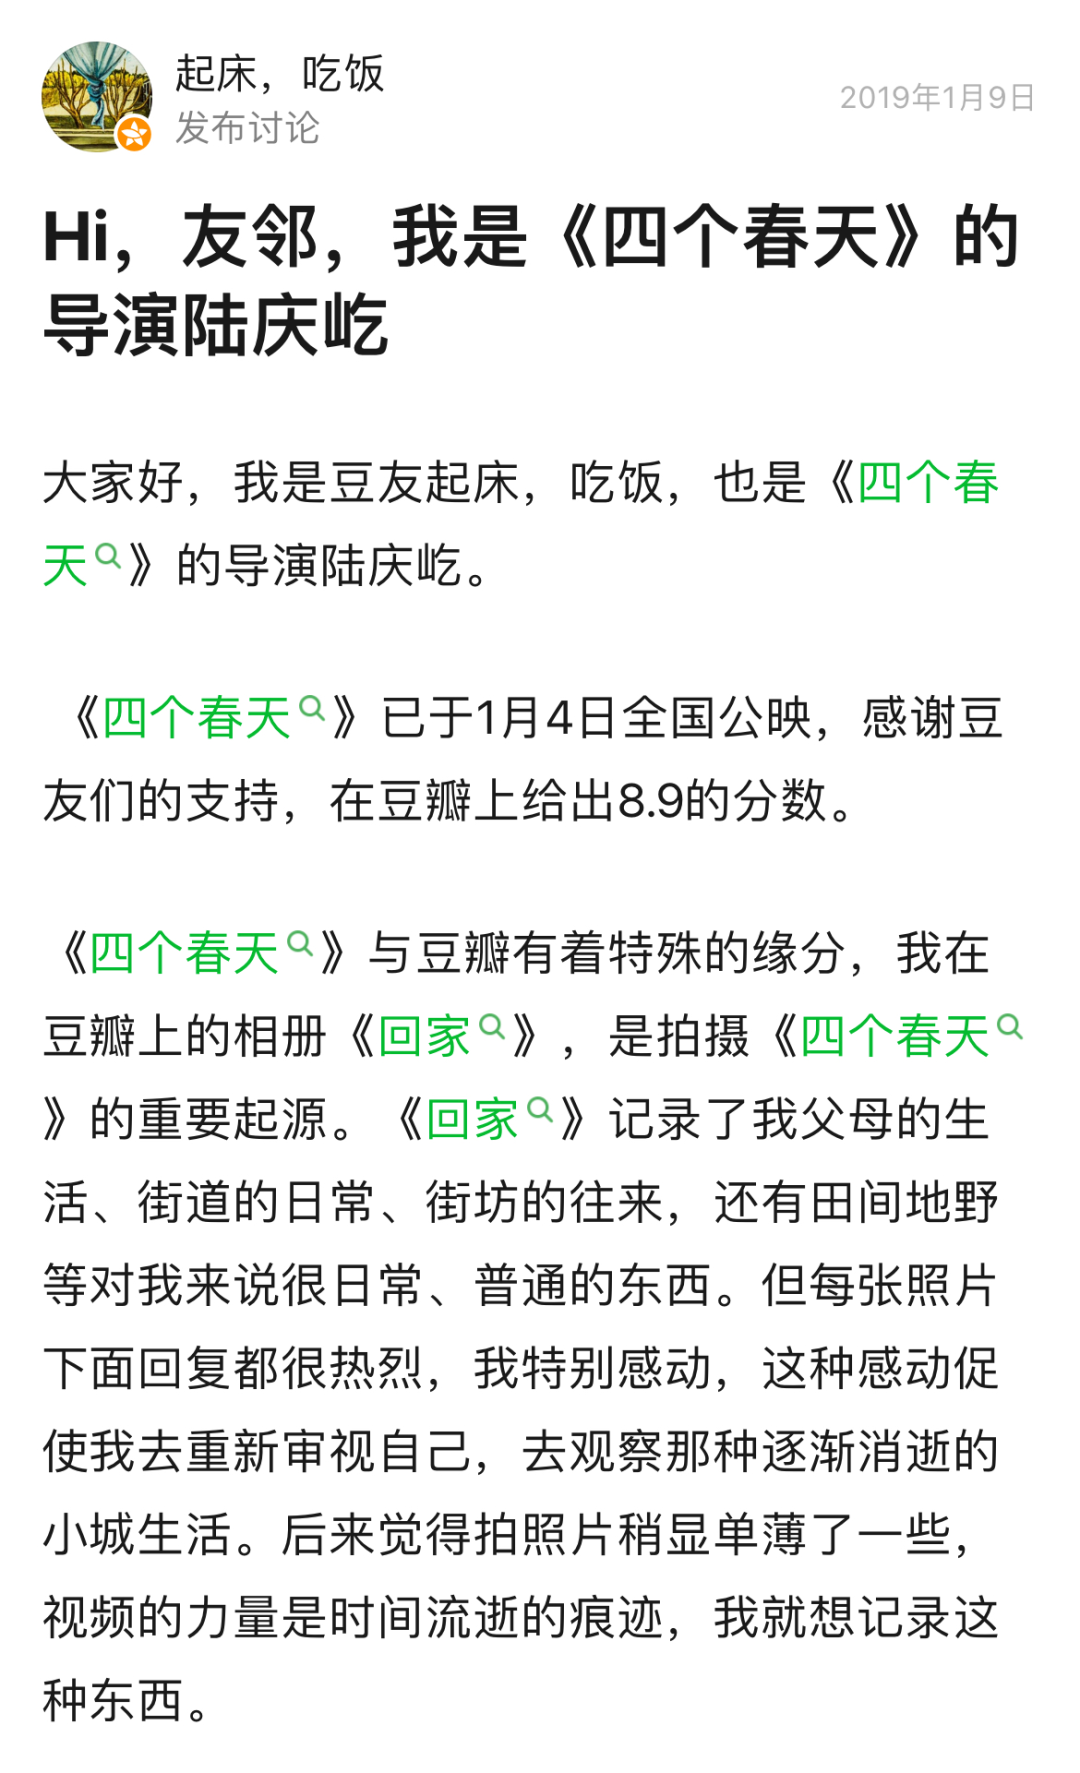 起床，吃饭
发布讨论
2019年1月9日
Hi，友邻，我是《四个春天》的
导演陆庆屹
大家好，我是豆友起床，吃饭，也是《四个春
天》的导演陆庆屹。
《四个春天》已于1月4日全国公映，感谢豆
友们的支持，在豆瓣上给出8.9的分数。
《四个春天》与豆瓣有着特殊的缘分，我在
豆瓣上的相册《回家》，是拍摄《四个春天
》的重要起源。《回家》记录了我父母的生
活、街道的日常、街坊的往来，还有田间地野
等对我来说很日常、普通的东西。但每张照片
下面回复都很热烈，我特别感动，这种感动促
使我去重新审视自己，去观察那种逐渐消逝的
小城生活。后来觉得拍照片稍显单薄了一些，
视频的力量是时间流逝的痕迹，我就想记录这
种东西。